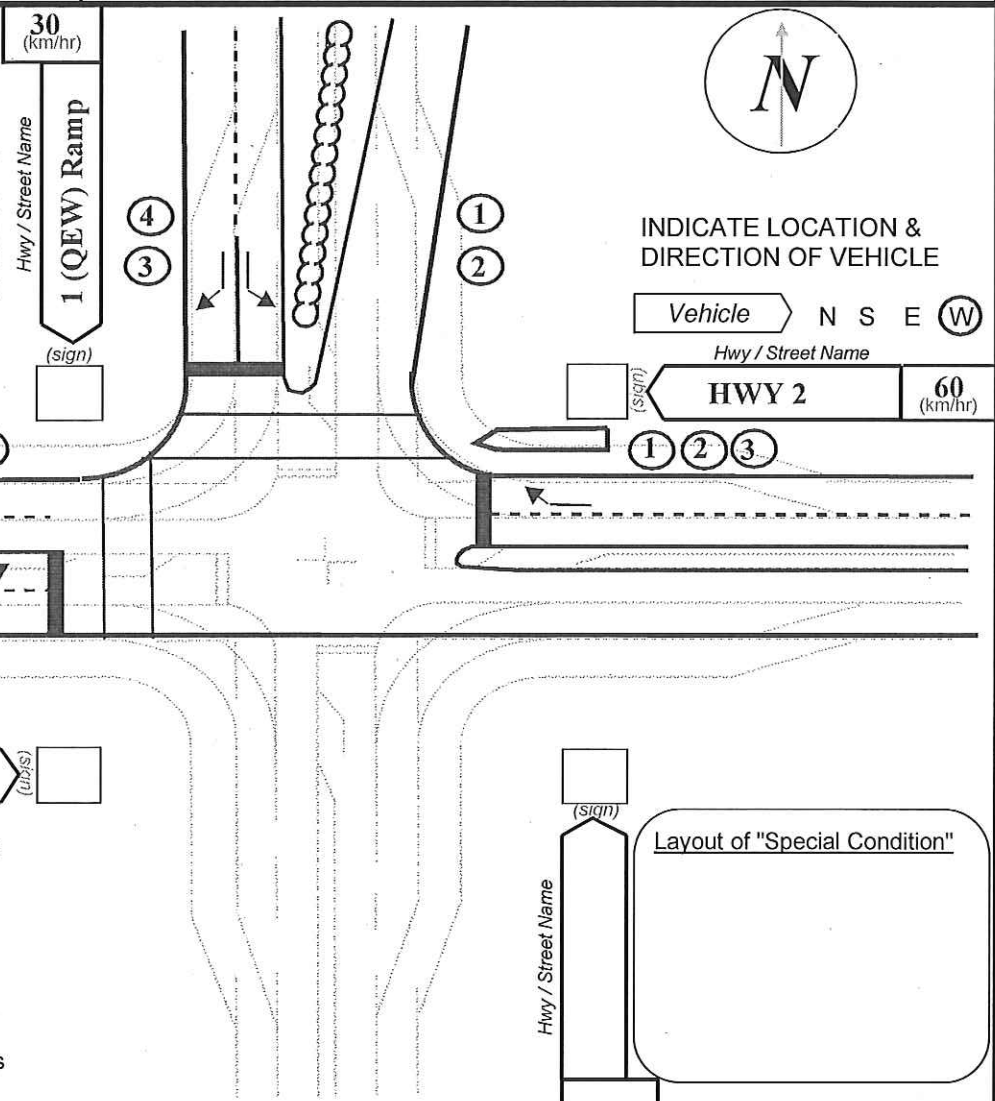 30
(km/hr)
Hwy / Street Name
1 (QEW) Ramp
(sign)
4
3
1
2
N
INDICATE LOCATION &
DIRECTION OF VEHICLE
Vehicle N S E W
Hwy / Street Name
(sign)
HWY 2
60
(km/hr)
1 2 3
(sign)
(sign)
Hwy / Street Name
Layout of "Special Condition"
s